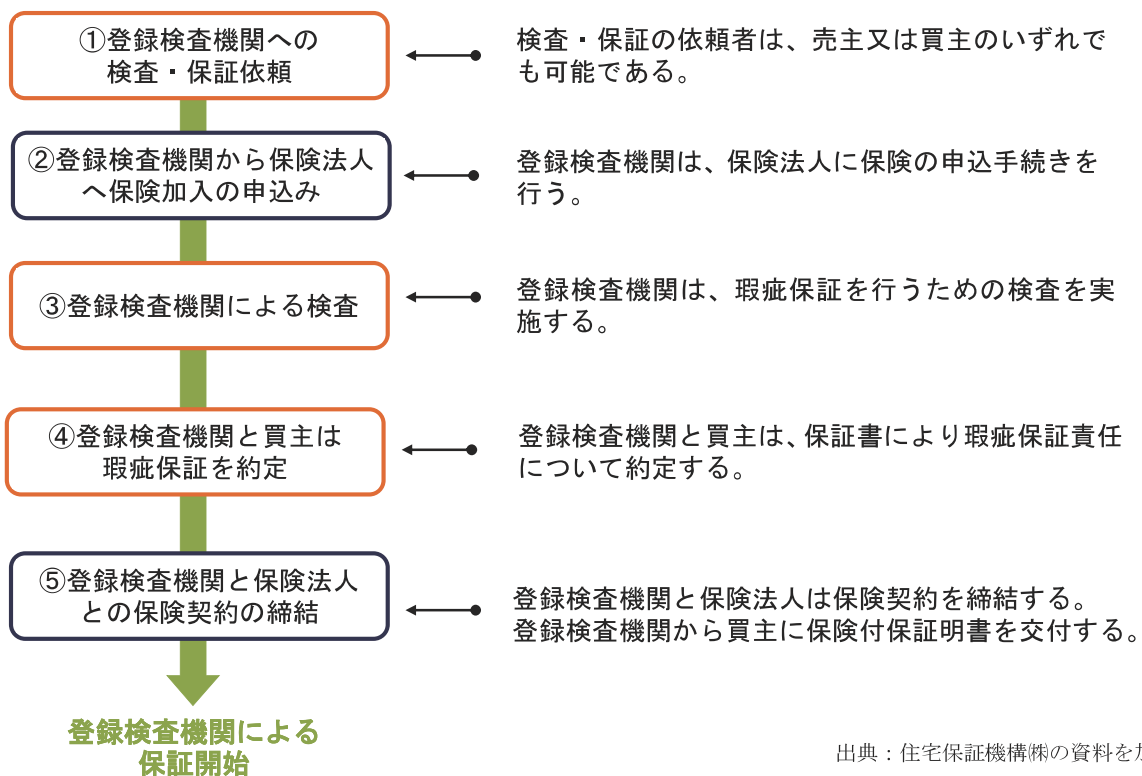 ①登録検査機関への
検査・保証依頼
検査・保証の依頼者は、売主又は買主のいずれで
も可能である。
②登録検査機関から保険法人
へ保険加入の申込み
登録検査機関は、保険法人に保険の申込手続きを
行う。
③登録検査機関による検査
登録検査機関は、瑕疵保証を行うための検査を実
施する。
④登録検査機関と買主は
瑕疵保証を約定
登録検査機関と買主は、保証書により瑕疵保証責任
について約定する。
⑤登録検査機関と保険法人
との保険契約の締結
登録検査機関と保険法人は保険契約を締結する。
登録検査機関から買主に保険付保証明書を交付する。
登録検査機関による
保証開始
出典：住宅保証機構㈱の資料を